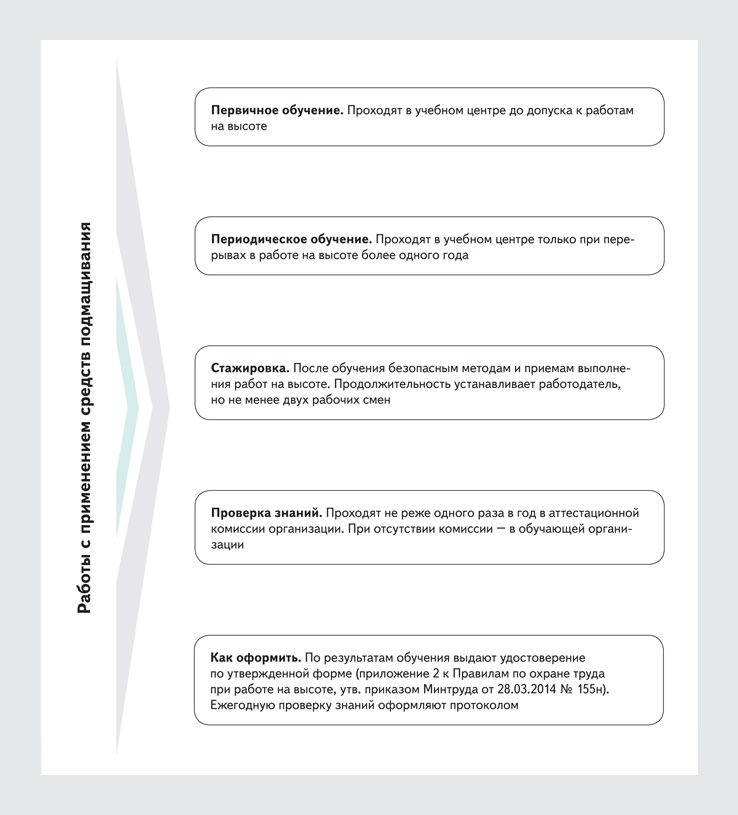 Работы с применением средств подмащивания
Первичное обучение. Проходят в учебном центре до допуска к работам
на высоте
Периодическое обучение. Проходят в учебном центре только при пере-
рывах в работе на высоте более одного года
Стажировка. После обучения безопасным методам и приемам выполне-
ния работ на высоте. Продолжительность устанавливает работодатель,
но не менее двух рабочих смен
Проверка знаний. Проходят не реже одного раза в год в аттестационной
комиссии организации. При отсутствии комиссии — в обучающей органи-
зации
Как оформить. По результатам обучения выдают удостоверение
по утвержденной форме (приложение 2 к Правилам по охране труда
при работе на высоте, утв. приказом Минтруда от 28.03.2014 № 155н).
Ежегодную проверку знаний оформляют протоколом